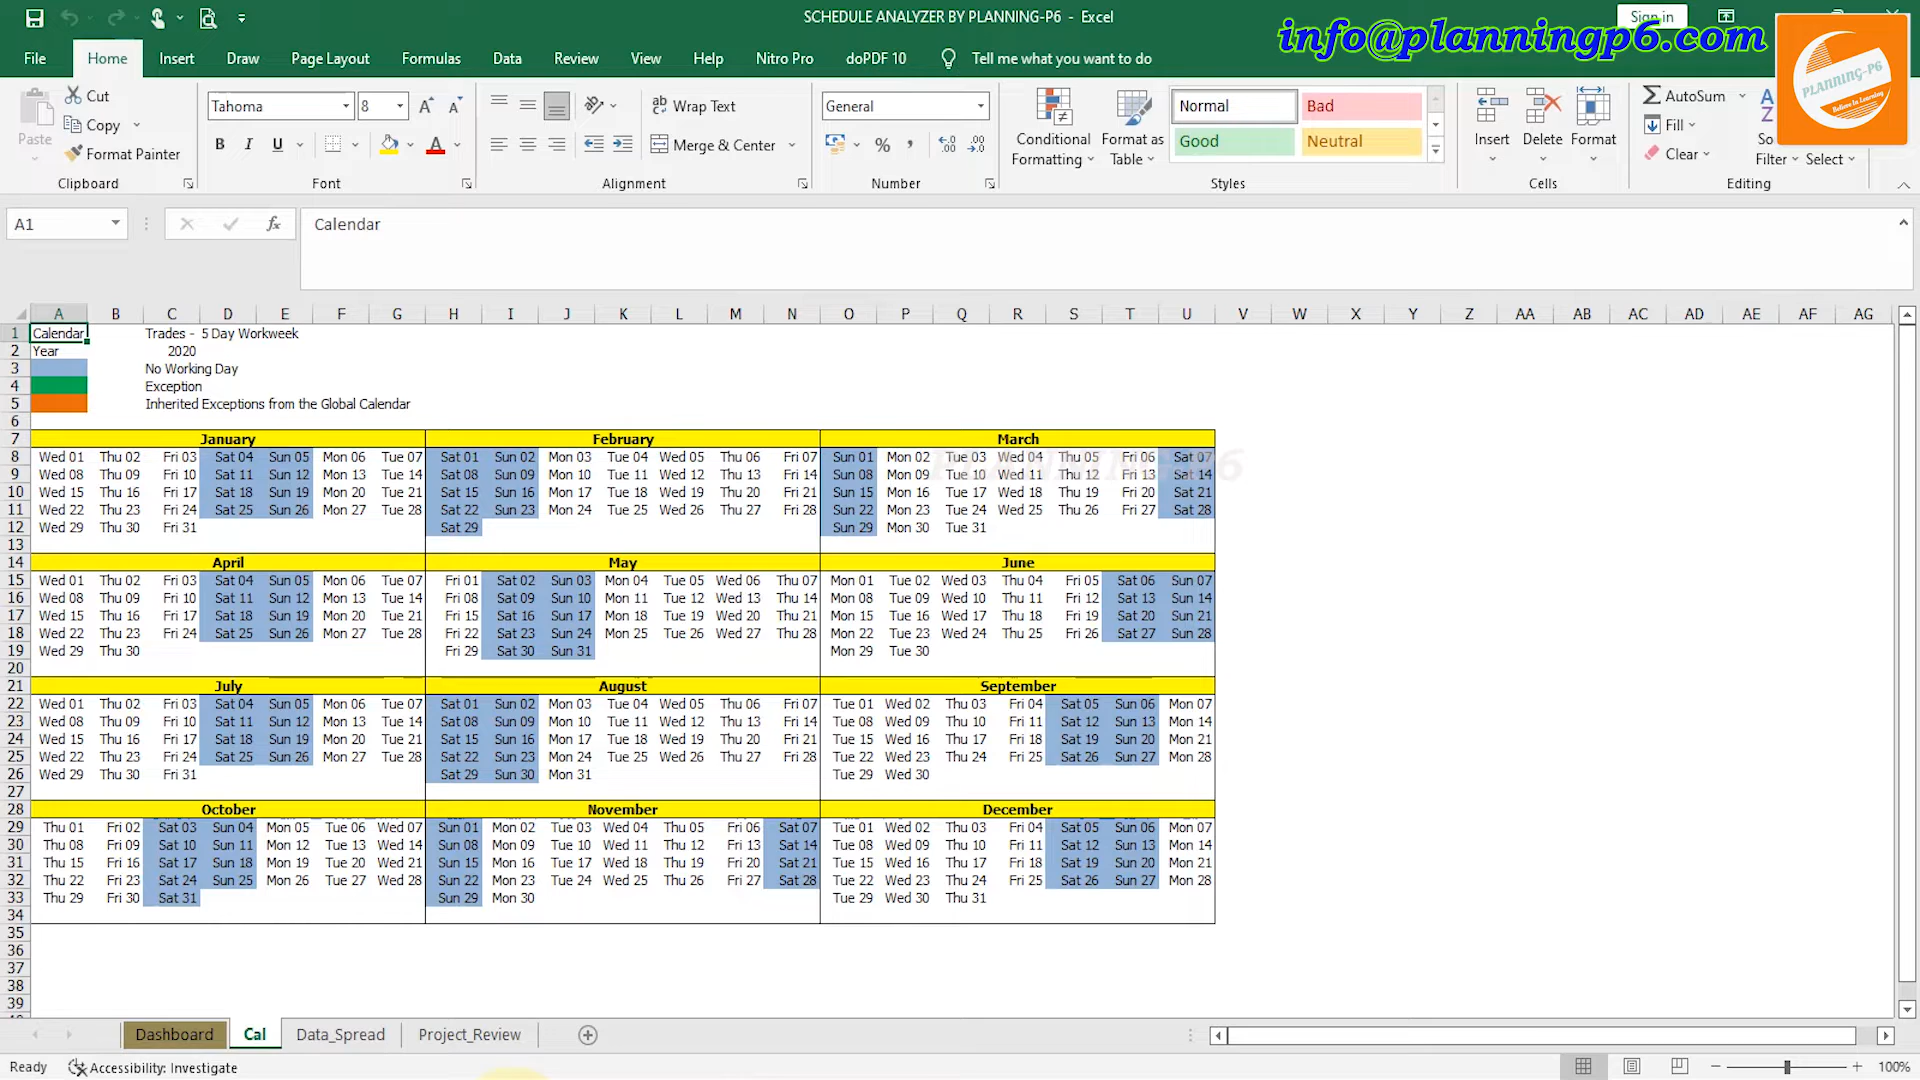 SCHEDULE ANALYZER BY PLANNING-P6 - Excel
Sign in
info@planningp6.com
PLANNING-P6
Believe In Learning
File Home Insert Draw Page Layout Formulas Data Review View Help Nitro Pro doPDF 10 Tell me what you want to do
Paste Cut Copy Format Painter
Clipboard
Tahoma 8
B I U
Font
Wrap Text
Merge & Center
Alignment
General
Number
Conditional Formatting
Format as Table
Normal Bad
Good Neutral
Styles
Insert Delete Format
Cells
AutoSum
Fill
Clear
So
Filter Select
Editing
A1 fx Calendar
A B C D E F G H I J K L M N O P Q R S T U V W X Y Z AA AB AC AD AE AF AG
1 Calendar Trades - 5 Day Workweek
2 Year 2020
3 No Working Day
4 Exception
5 Inherited Exceptions from the Global Calendar
6
7 January February March
PLANNING-P6
8 Wed 01 Thu 02 Fri 03 Sat 04 Sun 05 Mon 06 Tue 07 Sat 01 Sun 02 Mon 03 Tue 04 Wed 05 Thu 06 Fri 07 Sun 01 Mon 02 Tue 03 Wed 04 Thu 05 Fri 06 Sat 07
9 Wed 08 Thu 09 Fri 10 Sat 11 Sun 12 Mon 13 Tue 14 Sat 08 Sun 09 Mon 10 Tue 11 Wed 12 Thu 13 Fri 14 Sun 08 Mon 09 Tue 10 Wed 11 Thu 12 Fri 13 Sat 14
10 Wed 15 Thu 16 Fri 17 Sat 18 Sun 19 Mon 20 Tue 21 Sat 15 Sun 16 Mon 17 Tue 18 Wed 19 Thu 20 Fri 21 Sun 15 Mon 16 Tue 17 Wed 18 Thu 19 Fri 20 Sat 21
11 Wed 22 Thu 23 Fri 24 Sat 25 Sun 26 Mon 27 Tue 28 Sat 22 Sun 23 Mon 24 Tue 25 Wed 26 Thu 27 Fri 28 Sun 22 Mon 23 Tue 24 Wed 25 Thu 26 Fri 27 Sat 28
12 Wed 29 Thu 30 Fri 31 Sat 29 Sun 29 Mon 30 Tue 31
13
14 April May June
15 Wed 01 Thu 02 Fri 03 Sat 04 Sun 05 Mon 06 Tue 07 Fri 01 Sat 02 Sun 03 Mon 04 Tue 05 Wed 06 Thu 07 Mon 01 Tue 02 Wed 03 Thu 04 Fri 05 Sat 06 Sun 07
16 Wed 08 Thu 09 Fri 10 Sat 11 Sun 12 Mon 13 Tue 14 Fri 08 Sat 09 Sun 10 Mon 11 Tue 12 Wed 13 Thu 14 Mon 08 Tue 09 Wed 10 Thu 11 Fri 12 Sat 13 Sun 14
17 Wed 15 Thu 16 Fri 17 Sat 18 Sun 19 Mon 20 Tue 21 Fri 15 Sat 16 Sun 17 Mon 18 Tue 19 Wed 20 Thu 21 Mon 15 Tue 16 Wed 17 Thu 18 Fri 19 Sat 20 Sun 21
18 Wed 22 Thu 23 Fri 24 Sat 25 Sun 26 Mon 27 Tue 28 Fri 22 Sat 23 Sun 24 Mon 25 Tue 26 Wed 27 Thu 28 Mon 22 Tue 23 Wed 24 Thu 25 Fri 26 Sat 27 Sun 28
19 Wed 29 Thu 30 Fri 29 Sat 30 Sun 31 Mon 29 Tue 30
20
21 July August September
22 Wed 01 Thu 02 Fri 03 Sat 04 Sun 05 Mon 06 Tue 07 Sat 01 Sun 02 Mon 03 Tue 04 Wed 05 Thu 06 Fri 07 Tue 01 Wed 02 Thu 03 Fri 04 Sat 05 Sun 06 Mon 07
23 Wed 08 Thu 09 Fri 10 Sat 11 Sun 12 Mon 13 Tue 14 Sat 08 Sun 09 Mon 10 Tue 11 Wed 12 Thu 13 Fri 14 Tue 08 Wed 09 Thu 10 Fri 11 Sat 12 Sun 13 Mon 14
24 Wed 15 Thu 16 Fri 17 Sat 18 Sun 19 Mon 20 Tue 21 Sat 15 Sun 16 Mon 17 Tue 18 Wed 19 Thu 20 Fri 21 Tue 15 Wed 16 Thu 17 Fri 18 Sat 19 Sun 20 Mon 21
25 Wed 22 Thu 23 Fri 24 Sat 25 Sun 26 Mon 27 Tue 28 Sat 22 Sun 23 Mon 24 Tue 25 Wed 26 Thu 27 Fri 28 Tue 22 Wed 23 Thu 24 Fri 25 Sat 26 Sun 27 Mon 28
26 Wed 29 Thu 30 Fri 31 Sat 29 Sun 30 Mon 31 Tue 29 Wed 30
27
28 October November December
29 Thu 01 Fri 02 Sat 03 Sun 04 Mon 05 Tue 06 Wed 07 Sun 01 Mon 02 Tue 03 Wed 04 Thu 05 Fri 06 Sat 07 Tue 01 Wed 02 Thu 03 Fri 04 Sat 05 Sun 06 Mon 07
30 Thu 08 Fri 09 Sat 10 Sun 11 Mon 12 Tue 13 Wed 14 Sun 08 Mon 09 Tue 10 Wed 11 Thu 12 Fri 13 Sat 14 Tue 08 Wed 09 Thu 10 Fri 11 Sat 12 Sun 13 Mon 14
31 Thu 15 Fri 16 Sat 17 Sun 18 Mon 19 Tue 20 Wed 21 Sun 15 Mon 16 Tue 17 Wed 18 Thu 19 Fri 20 Sat 21 Tue 15 Wed 16 Thu 17 Fri 18 Sat 19 Sun 20 Mon 21
32 Thu 22 Fri 23 Sat 24 Sun 25 Mon 26 Tue 27 Wed 28 Sun 22 Mon 23 Tue 24 Wed 25 Thu 26 Fri 27 Sat 28 Tue 22 Wed 23 Thu 24 Fri 25 Sat 26 Sun 27 Mon 28
33 Thu 29 Fri 30 Sat 31 Sun 29 Mon 30 Tue 29 Wed 30 Thu 31
34
35
36
37
38
39
Dashboard Cal Data_Spread Project_Review
Ready Accessibility: Investigate 100%